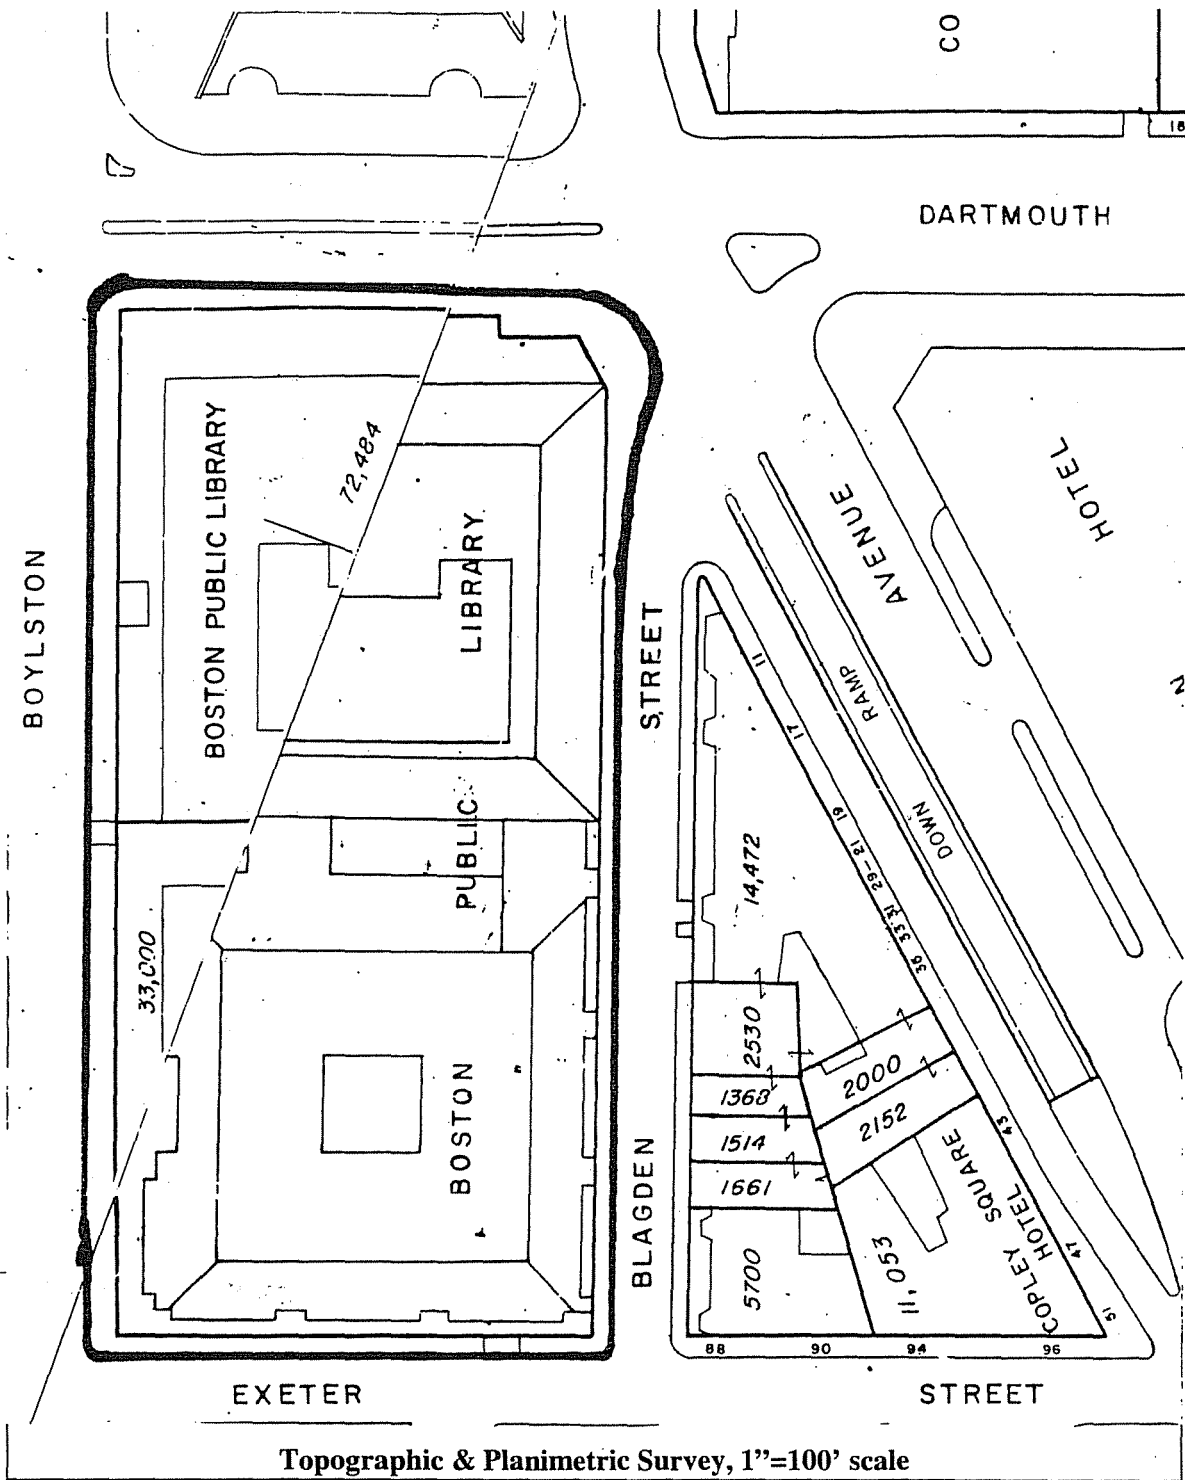 CO
18
DARTMOUTH
BOYLSTON
BOSTON PUBLIC LIBRARY
72,484
LIBRARY
PUBLIC
BOSTON
33,000
STREET
BLAGDEN
AVENUE
HOTEL
RAMP
DOWN
11
17
19
29-21
31
33
35
14,472
2530
1368
1514
1661
5700
2000
2152
11,053
COPLEY SQUARE
HOTEL
43
47
51
88
90
94
96
EXETER
STREET
Topographic & Planimetric Survey, 1”=100’ scale